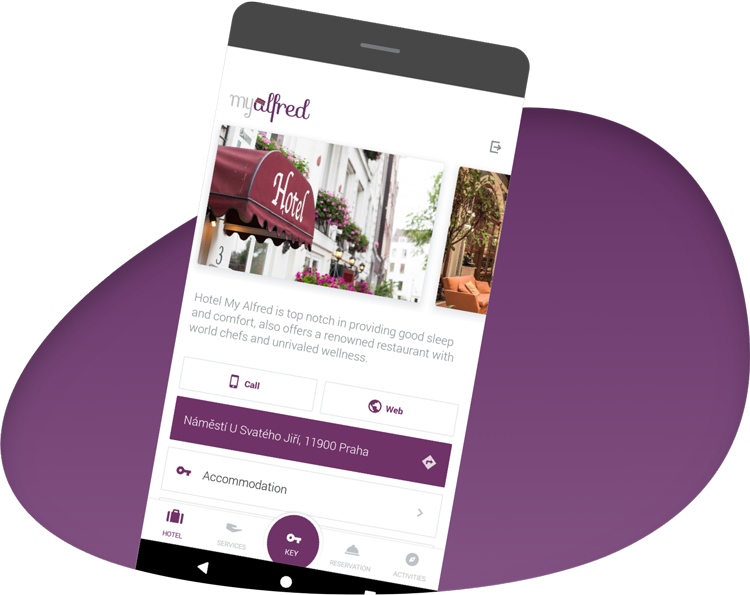 myalfred
Hotel
3
Hotel My Alfred is top notch in providing good sleep
and comfort, also offers a renowned restaurant with
world chefs and unrivaled wellness.
Call
Web
Náměstí U Svatého Jiří, 11900 Praha
Accommodation
HOTEL
SERVICES
KEY
RESERVATION
ACTIVITIES